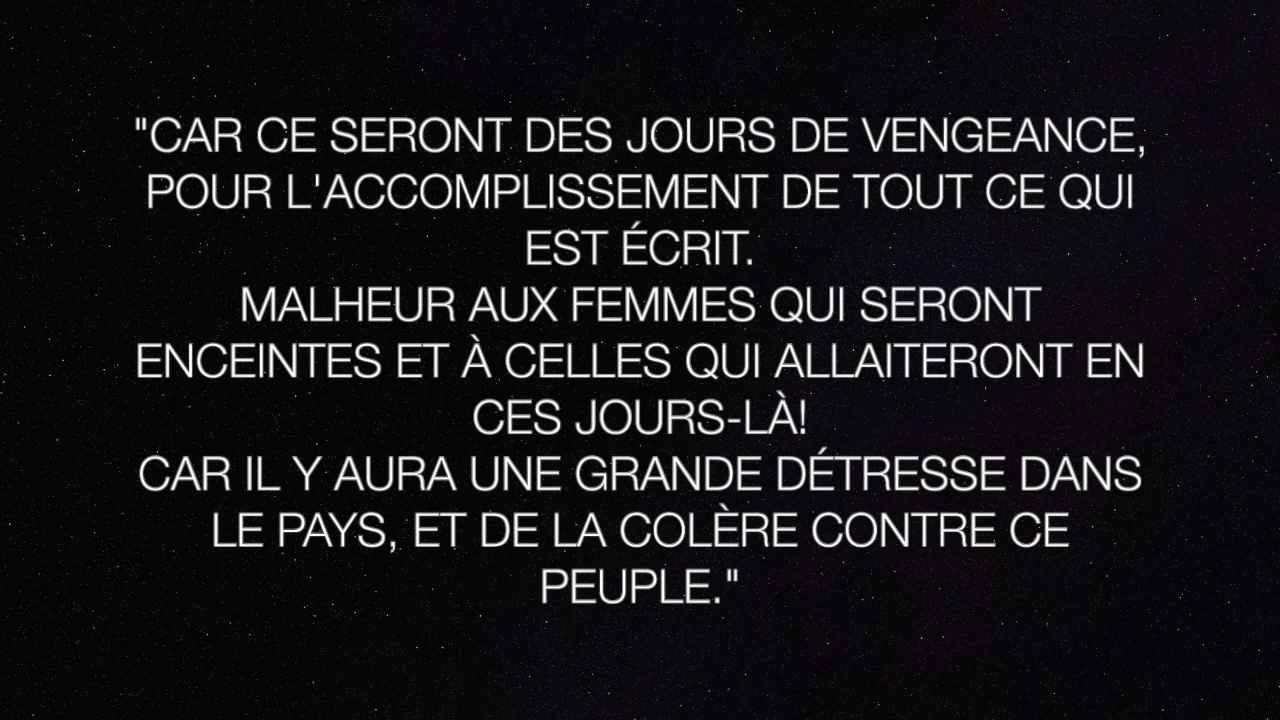 "CAR CE SERONT DES JOURS DE VENGEANCE,
POUR L'ACCOMPLISSEMENT DE TOUT CE QUI
EST ÉCRIT.
MALHEUR AUX FEMMES QUI SERONT
ENCEINTES ET À CELLES QUI ALLAITERONT EN
CES JOURS-LÀ!
CAR IL Y AURA UNE GRANDE DÉTRESSE DANS
LE PAYS, ET DE LA COLÈRE CONTRE CE
PEUPLE."